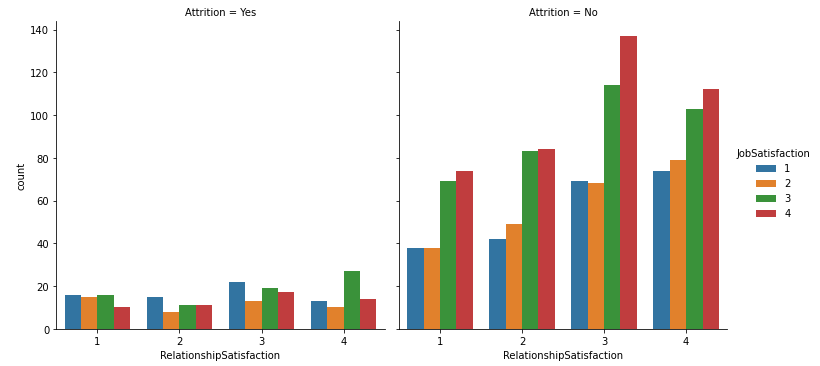 Attrition = Yes
Attrition = No
140
120
100
80
60
40
20
0
count
1 2 3 4
1 2 3 4
RelationshipSatisfaction
RelationshipSatisfaction
JobSatisfaction
1
2
3
4